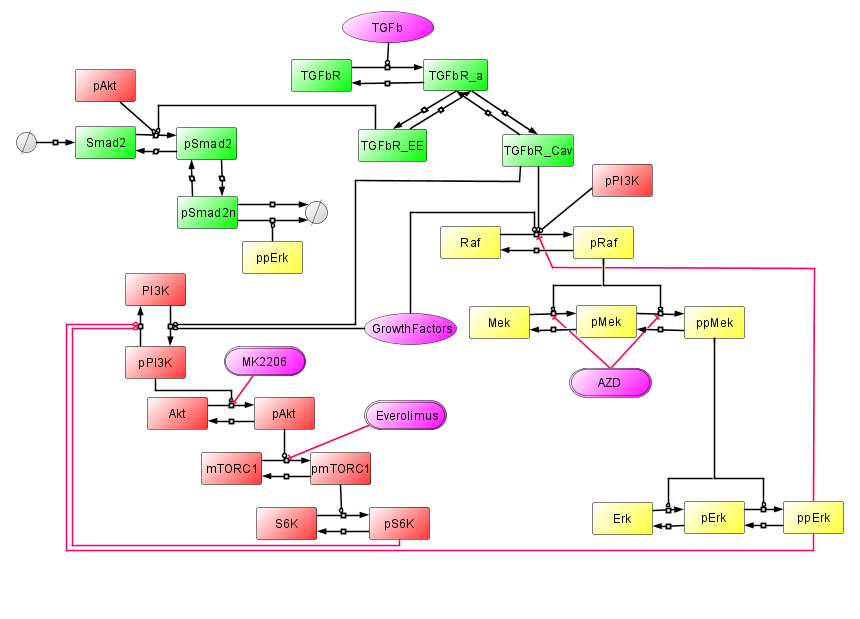 TGFb
TGFbR
TGFbR_a
pAkt
Smad2
pSmad2
TGFbR_EE
TGFbR_Cav
pPI3K
pSmad2n
ppErk
Raf
pRaf
PI3K
GrowthFactors
Mek
pMek
ppMek
pPI3K
MK2206
AZD
Akt
pAkt
Everolimus
mTORC1
pmTORC1
S6K
pS6K
Erk
pErk
ppErk